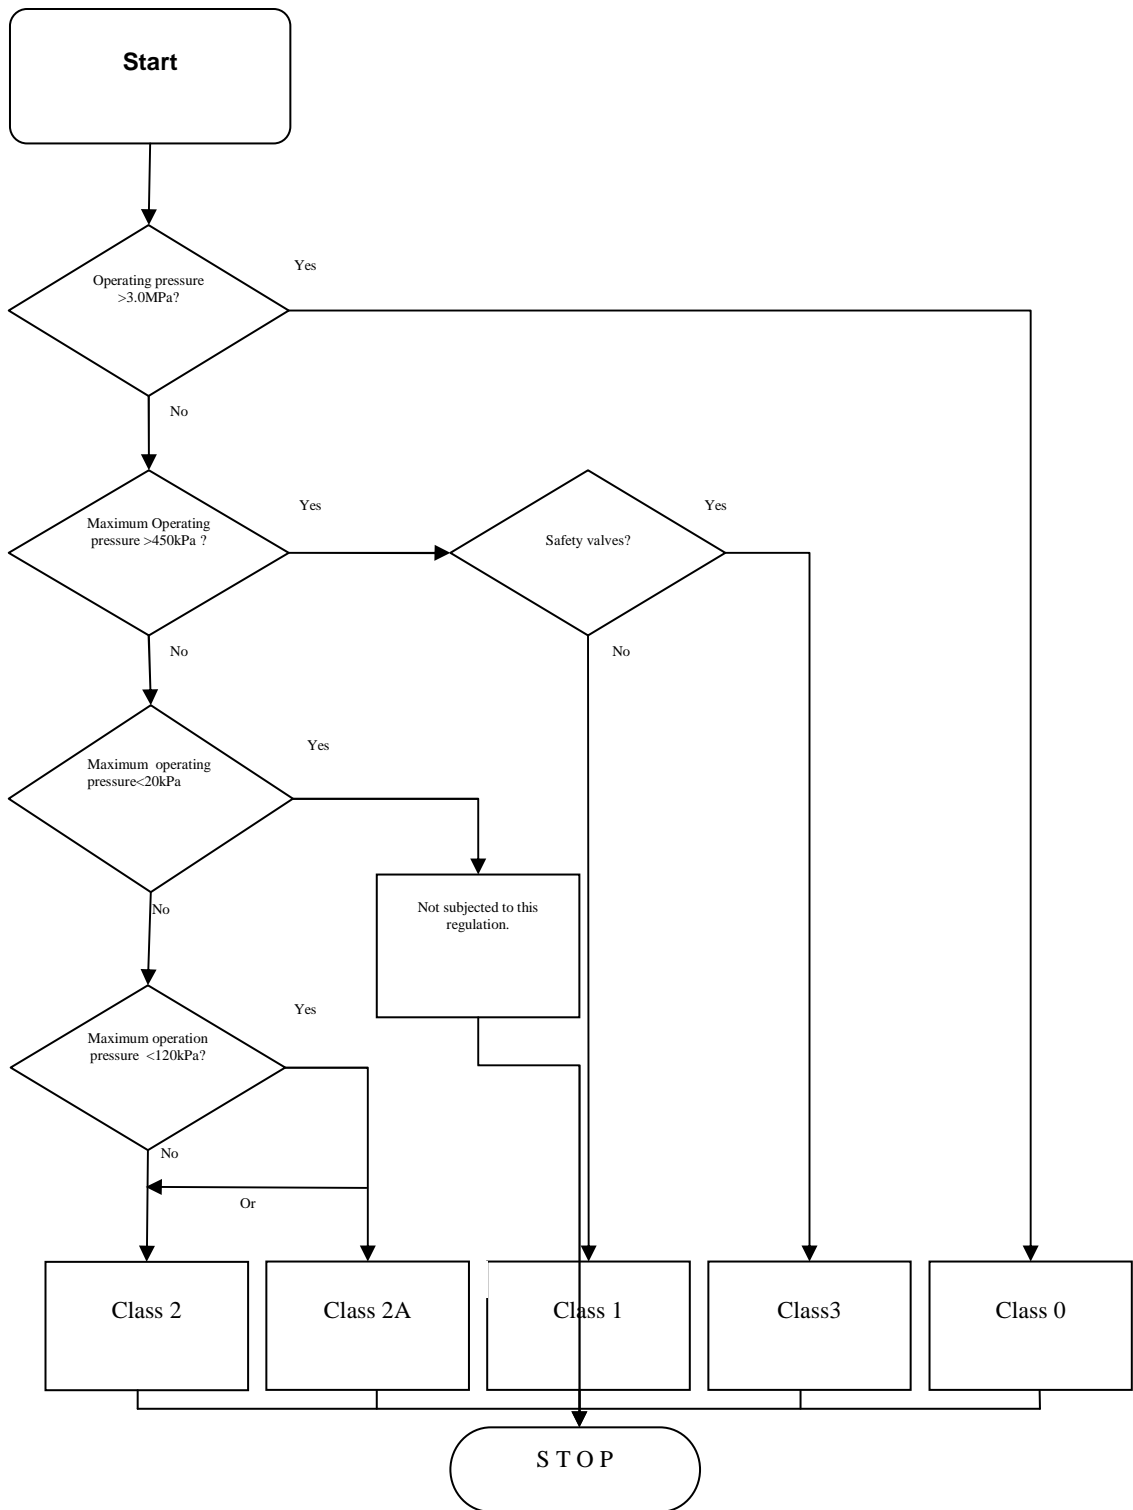 Start
Yes
Operating pressure
>3.0MPa?
No
Yes
Yes
Maximum Operating
pressure >450kPa ?
Safety valves?
No
No
Yes
Maximum operating
pressure<20kPa
No
Not subjected to this
regulation.
Yes
Maximum operation
pressure <120kPa?
No
Or
Class 2
Class 2A
Class 1
Class3
Class 0
S T O P